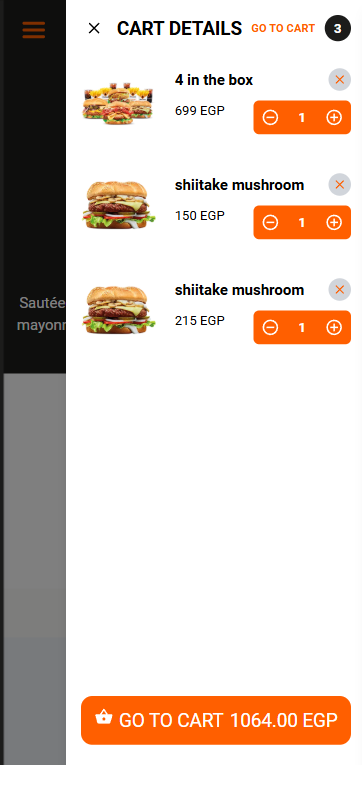 CART DETAILS GO TO CART 3
4 in the box
699 EGP 1
shiitake mushroom
150 EGP 1
Sautée
mayonn
shiitake mushroom
215 EGP 1
GO TO CART 1064.00 EGP